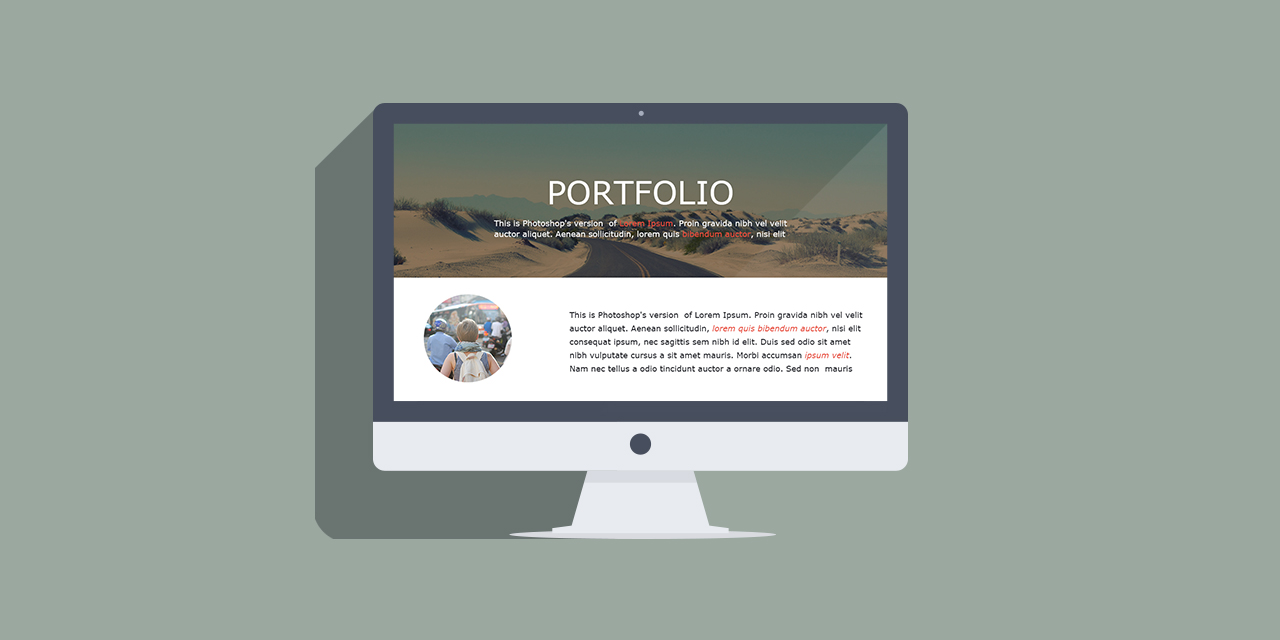 PORTFOLIO
This is Photoshop's version  of Lorem Ipsum. Proin gravida nibh vel velit
auctor aliquet. Aenean sollicitudin, lorem quis bibendum auctor, nisi elit
This is Photoshop's version  of Lorem Ipsum. Proin gravida nibh vel velit
auctor aliquet. Aenean sollicitudin, lorem quis bibendum auctor, nisi elit
consequat ipsum, nec sagittis sem nibh id elit. Duis sed odio sit amet
nibh vulputate cursus a sit amet mauris. Morbi accumsan ipsum velit.
Nam nec tellus a odio tincidunt auctor a ornare odio. Sed non  mauris